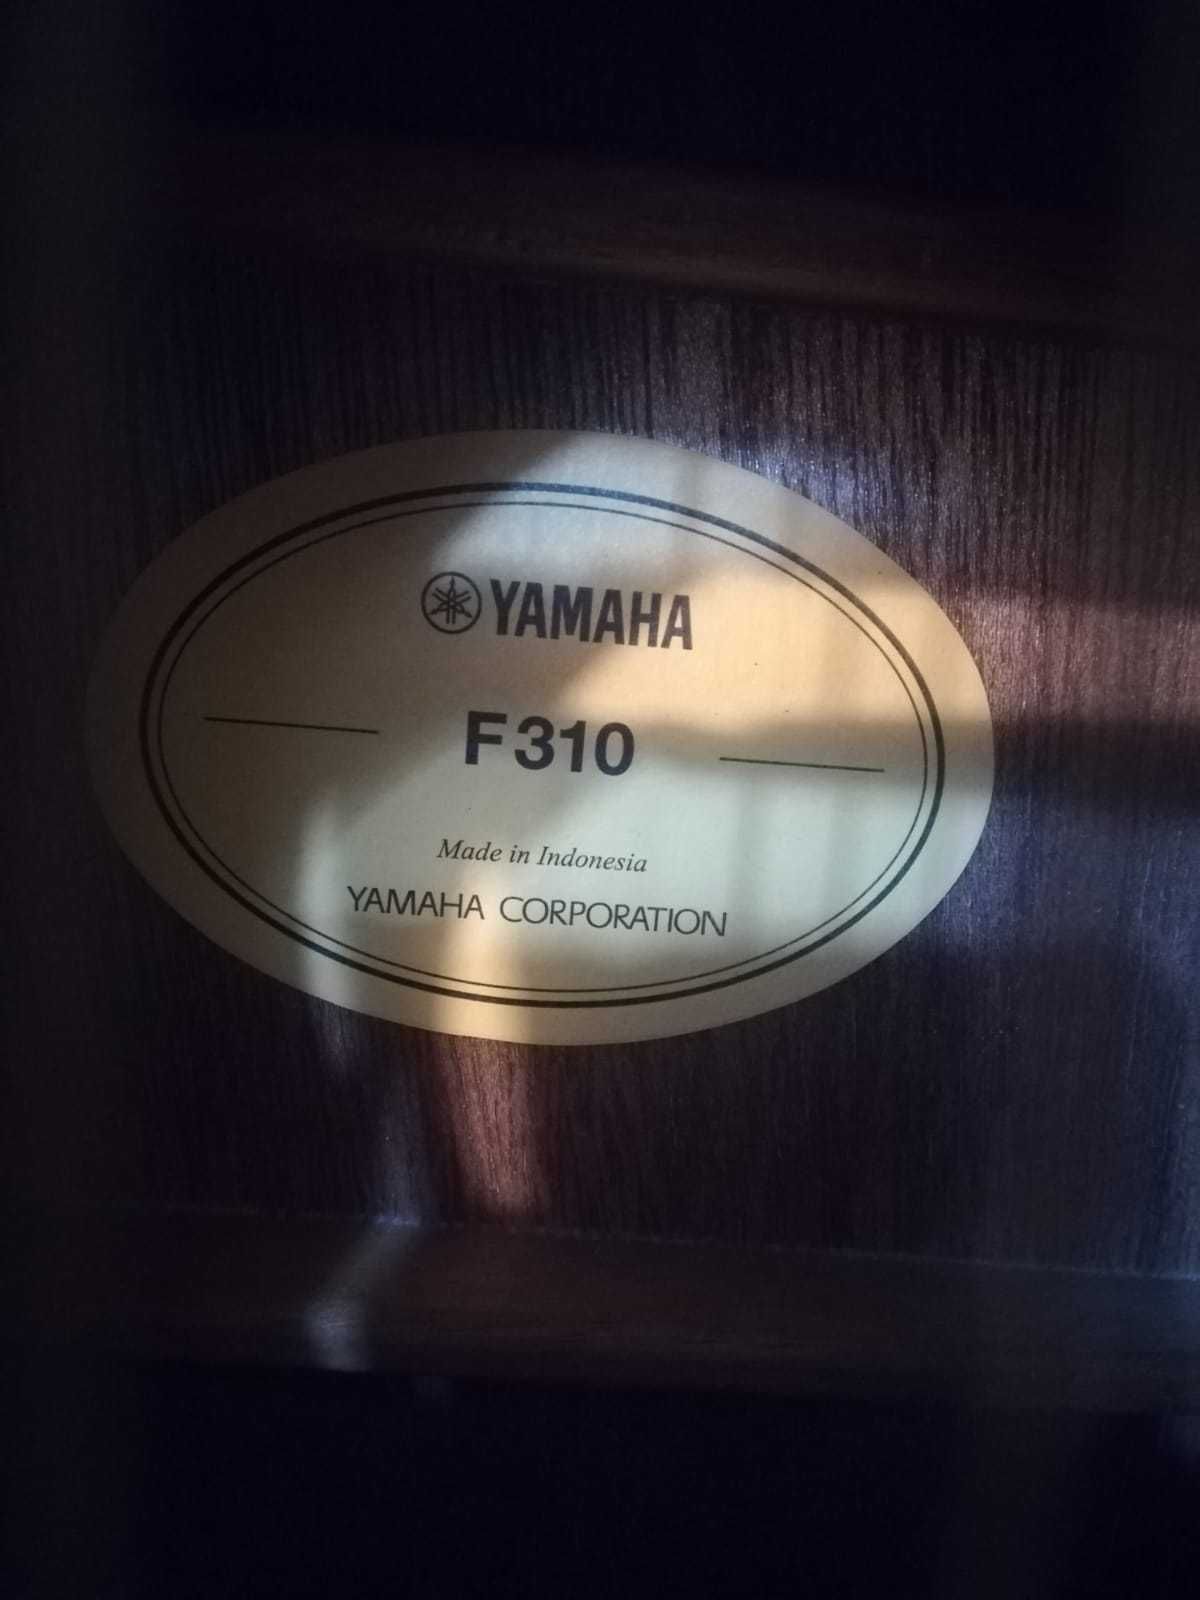 YAMAHA
F310
Made in Indonesia
YAMAHA CORPORATION